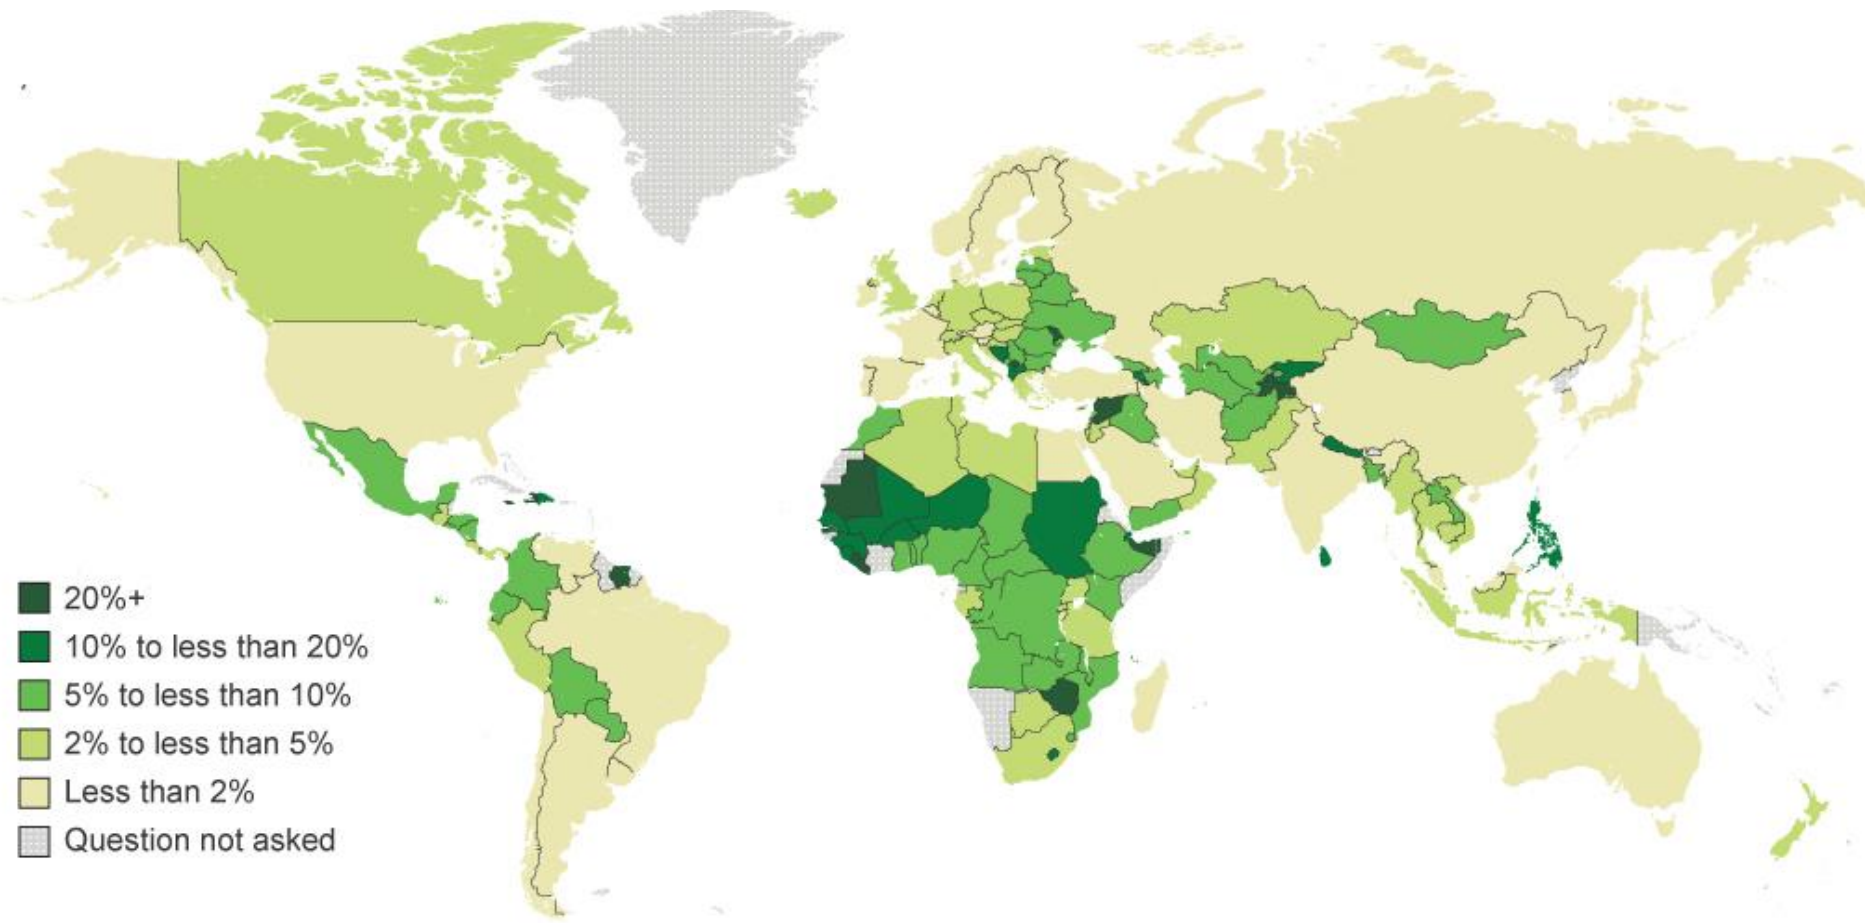 20%+
10% to less than 20%
5% to less than 10%
2% to less than 5%
Less than 2%
Question not asked